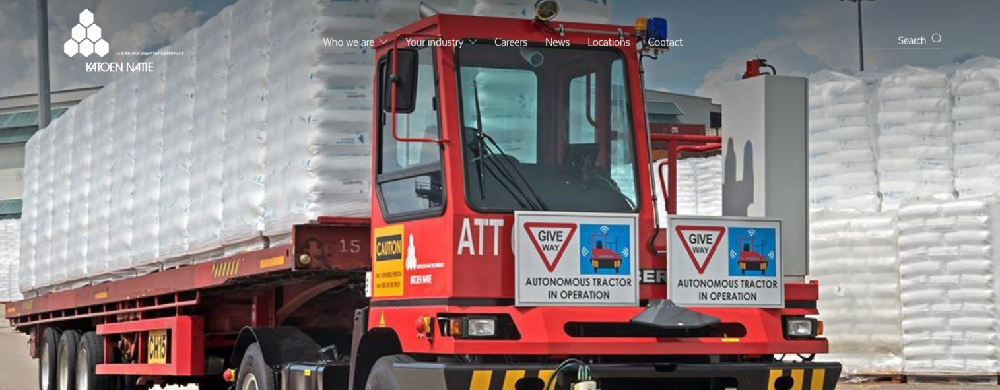 OUR PEOPLE MAKE THE DIFFERENCE
KATOEN NATIE
Who we are
Your industry
Careers
News
Locations
Contact
Search
15
ATT
CAUTION
KATOEN NATIE
GIVE
WAY
AUTONOMOUS TRACTOR
IN OPERATION
GIVE
WAY
AUTONOMOUS TRACTOR
IN OPERATION
CH15